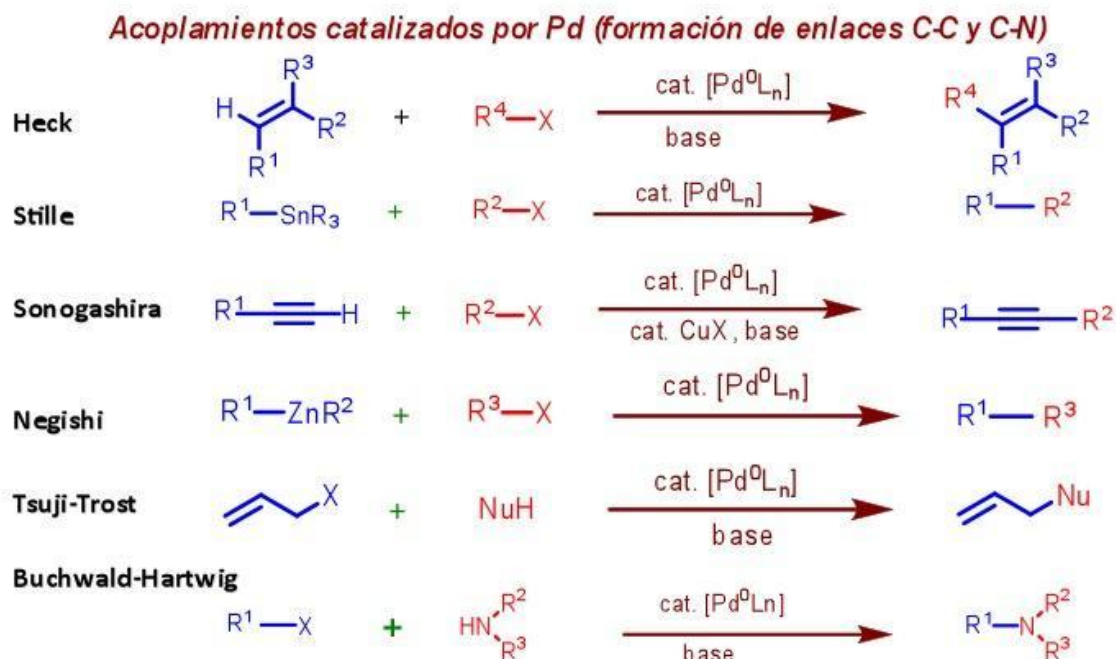 Acoplamientos catalizados por Pd (formación de enlaces C-C y C-N)
Heck
H R³ R² R¹ + R⁴—X cat. [Pd⁰Lₙ] base R⁴ R³ R² R¹
Stille
R¹—SnR₃ + R²—X cat. [Pd⁰Lₙ] R¹—R²
Sonogashira
R¹ H + R²—X cat. [Pd⁰Lₙ] cat. CuX, base R¹ R²
Negishi
R¹—ZnR² + R³—X cat. [Pd⁰Lₙ] R¹—R³
Tsuji-Trost
X + NuH cat. [Pd⁰Lₙ] base Nu
Buchwald-Hartwig
R¹—X + HN R² R³ cat. [Pd⁰Ln] base R¹—N R² R³